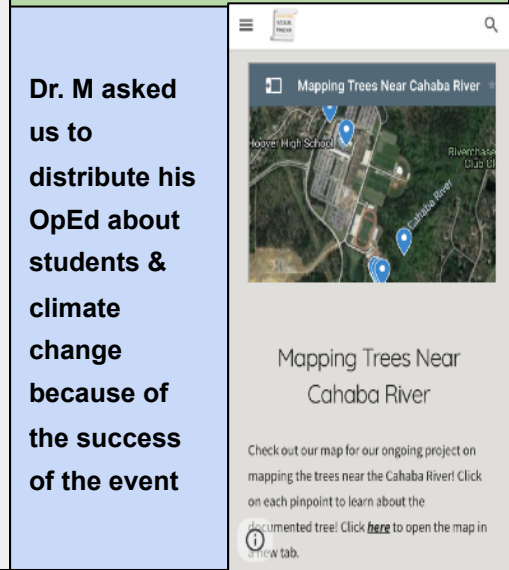 Dr. M asked
us to
distribute his
OpEd about
students &
climate
change
because of
the success
of the event
Mapping Trees Near Cahaba River
Hoover High School
Riverchase
Cahaba River
Mapping Trees Near
Cahaba River
Check out our map for our ongoing project on
mapping the trees near the Cahaba River! Click
on each pinpoint to learn about the
documented tree! Click here to open the map in
a new tab.